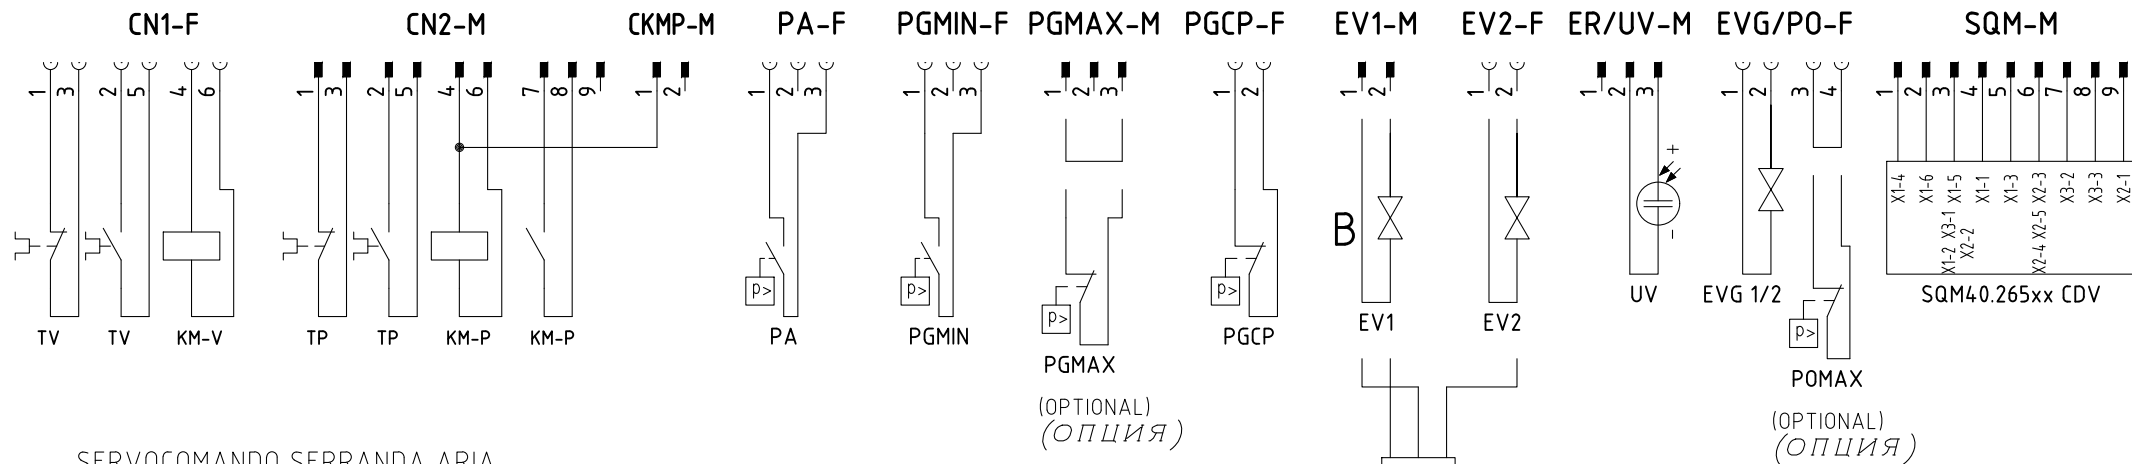 CN1-F CN2-M CKMP-M PA-F PGMIN-F PGMAX-M PGCP-F EV1-M EV2-F ER/UV-M EVG/PO-F SQM-M
1 3 2 5 4 6 1 3 2 5 4 6 7 8 9 1 2 1 2 3 1 2 3 1 2 3 1 2 1 2 1 2 1 2 3 1 2 3 4 1 2 3 4 5 6 7 8 9
+
X1-4 X1-6 X1-5 X1-1 X1-3 X2-3 X3-2 X3-3 X2-1
X1-2 X3-1 X2-2 X2-4 X2-5
B
-
p> p> p> p> p>
UV EVG 1/2 SQM40.265xx CDV
TV TV KM-V TP TP KM-P KM-P PA PGMIN PGCP EV1 EV2
PGMAX
POMAX
(OPTIONAL)
(ОПЦИЯ)
(OPTIONAL)
(ОПЦИЯ)
SERVOCOMANDO SERRANDA ARIA